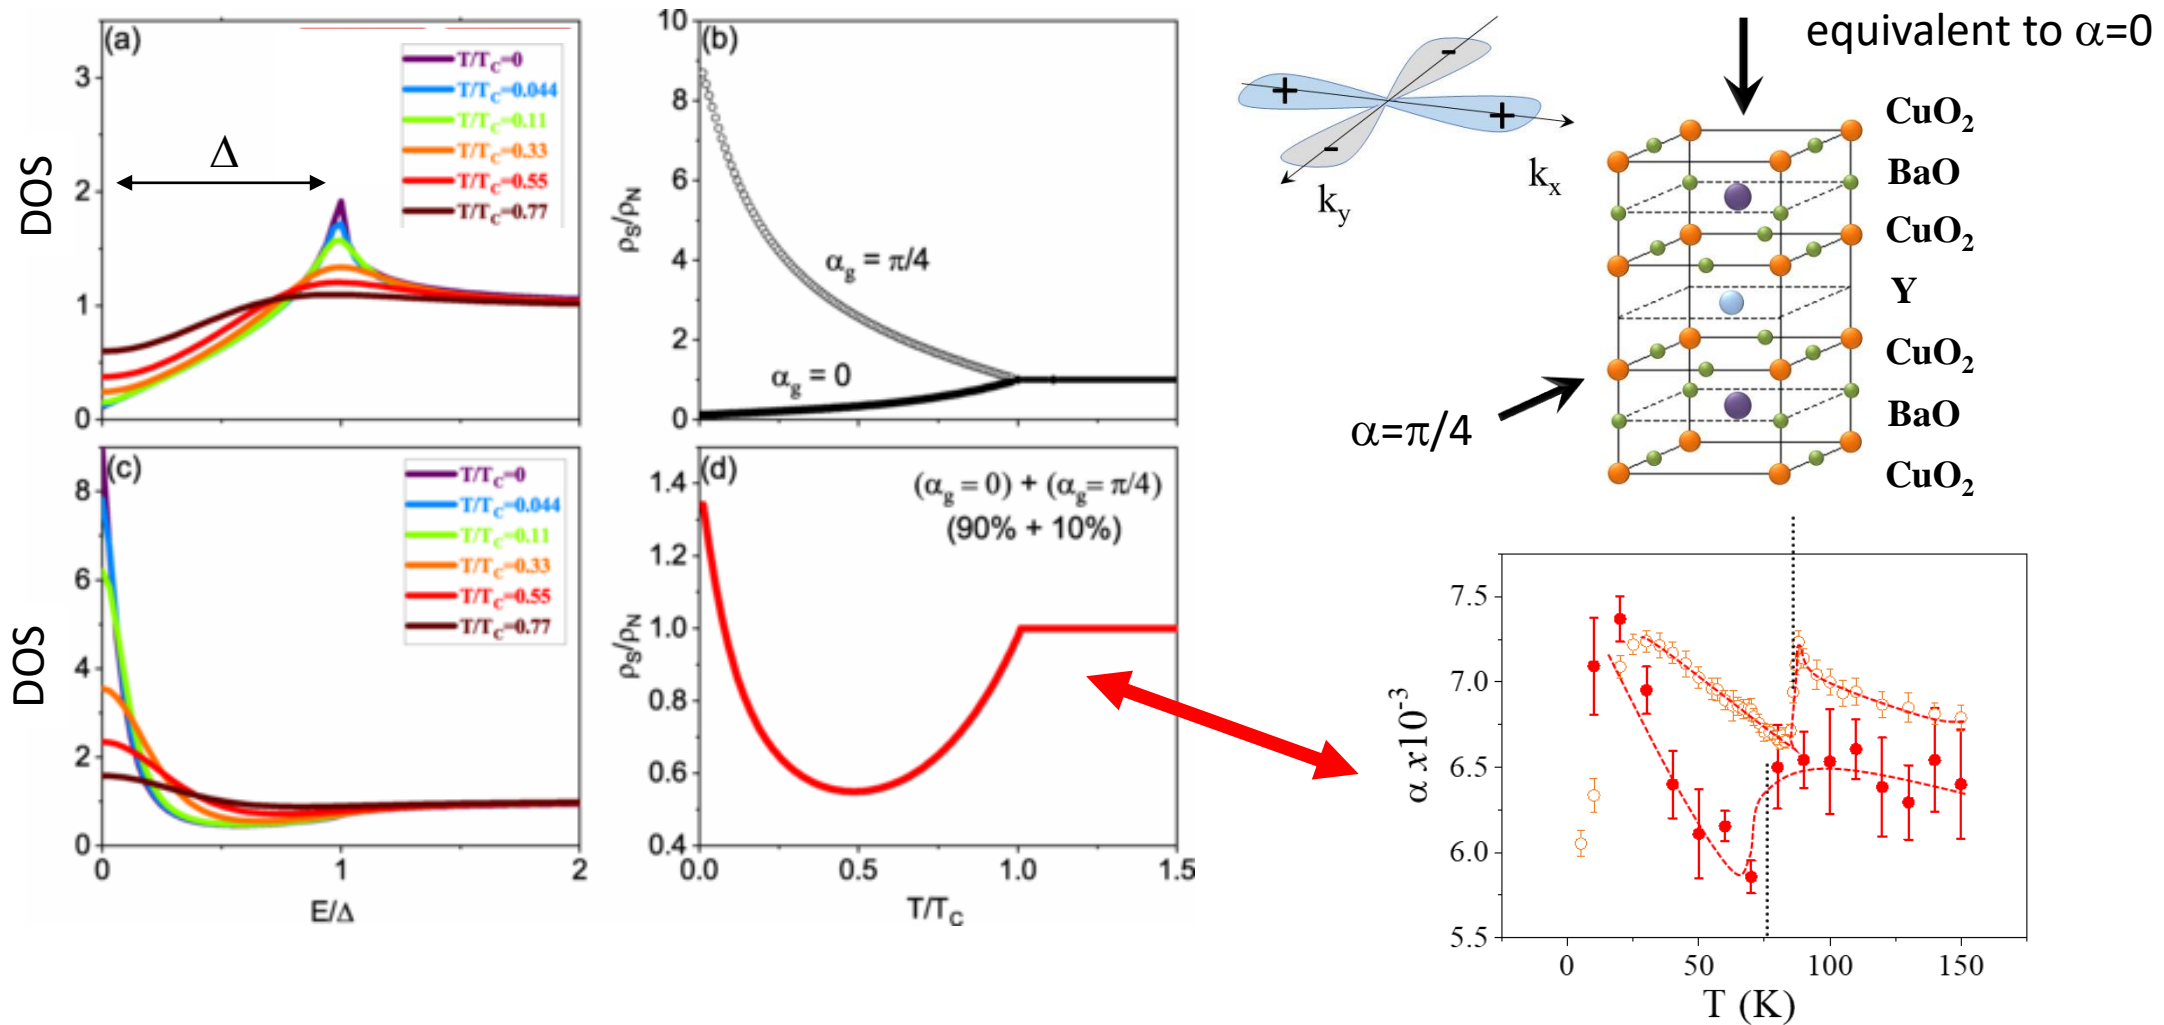 (a)
T/T_C=0
T/T_C=0.044
T/T_C=0.11
T/T_C=0.33
T/T_C=0.55
T/T_C=0.77
Δ
DOS
3
2
1
0
(b)
10
8
6
4
2
0
ρ_S/ρ_N
α_g = π/4
α_g = 0
(c)
T/T_C=0
T/T_C=0.044
T/T_C=0.11
T/T_C=0.33
T/T_C=0.55
T/T_C=0.77
DOS
8
6
4
2
0
0
1
2
E/Δ
(d)
(α_g = 0) + (α_g= π/4)
(90% + 10%)
1.4
1.2
1.0
0.8
0.6
0.4
ρ_S/ρ_N
0.0
0.5
1.0
1.5
T/T_C
+
-
+
-
k_x
k_y
equivalent to α=0
CuO₂
BaO
CuO₂
Y
CuO₂
BaO
CuO₂
α=π/4
7.5
7.0
6.5
6.0
5.5
α x10⁻³
0
50
100
150
T (K)